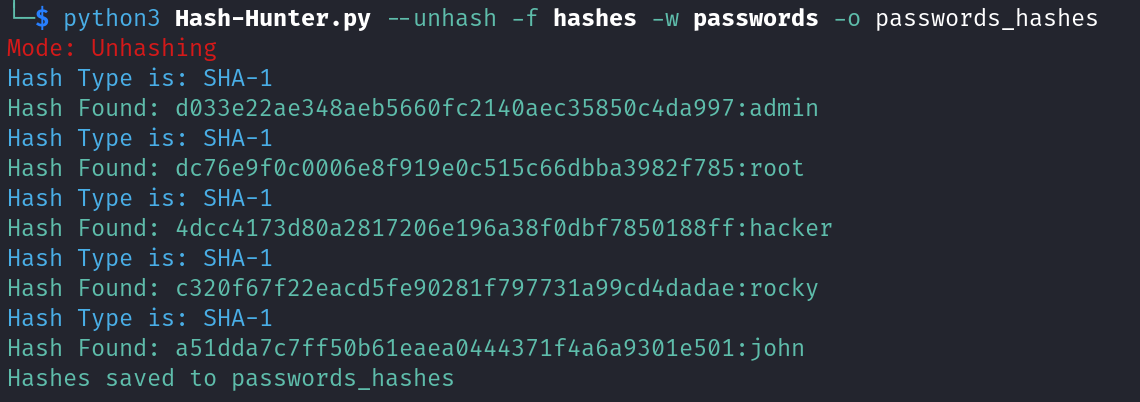 └─$ python3 Hash-Hunter.py --unhash -f hashes -w passwords -o passwords_hashes
Mode: Unhashing
Hash Type is: SHA-1
Hash Found: d033e22ae348aeb5660fc2140aec35850c4da997:admin
Hash Type is: SHA-1
Hash Found: dc76e9f0c0006e8f919e0c515c66dbba3982f785:root
Hash Type is: SHA-1
Hash Found: 4dcc4173d80a2817206e196a38f0dbf7850188ff:hacker
Hash Type is: SHA-1
Hash Found: c320f67f22eacd5fe90281f797731a99cd4dadae:rocky
Hash Type is: SHA-1
Hash Found: a51dda7c7ff50b61eaea0444371f4a6a9301e501:john
Hashes saved to passwords_hashes